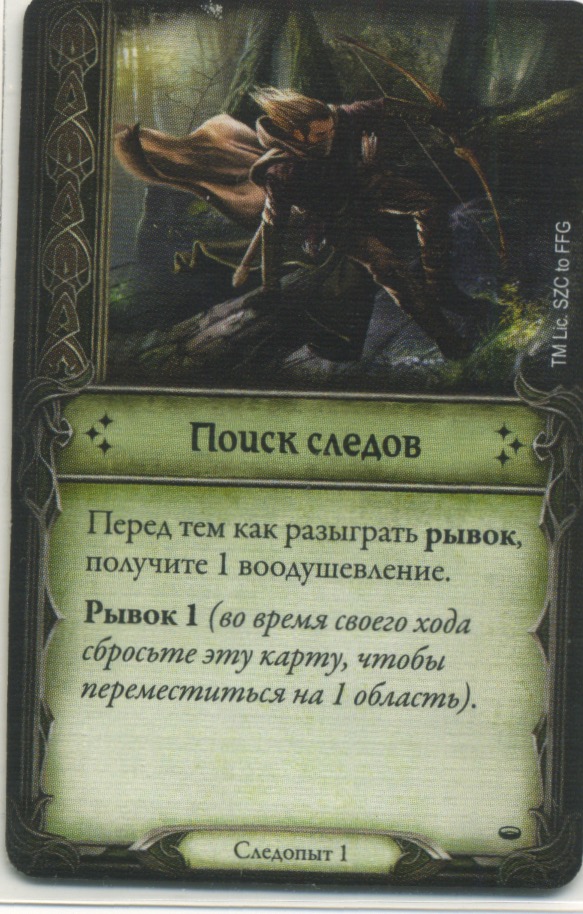 TM Lic. SZC to FFG
Поиск следов
Перед тем как разыграть рывок,
получите 1 воодушевление.
Рывок 1 (во время своего хода
сбросьте эту карту, чтобы
переместиться на 1 область).
Следопыт 1